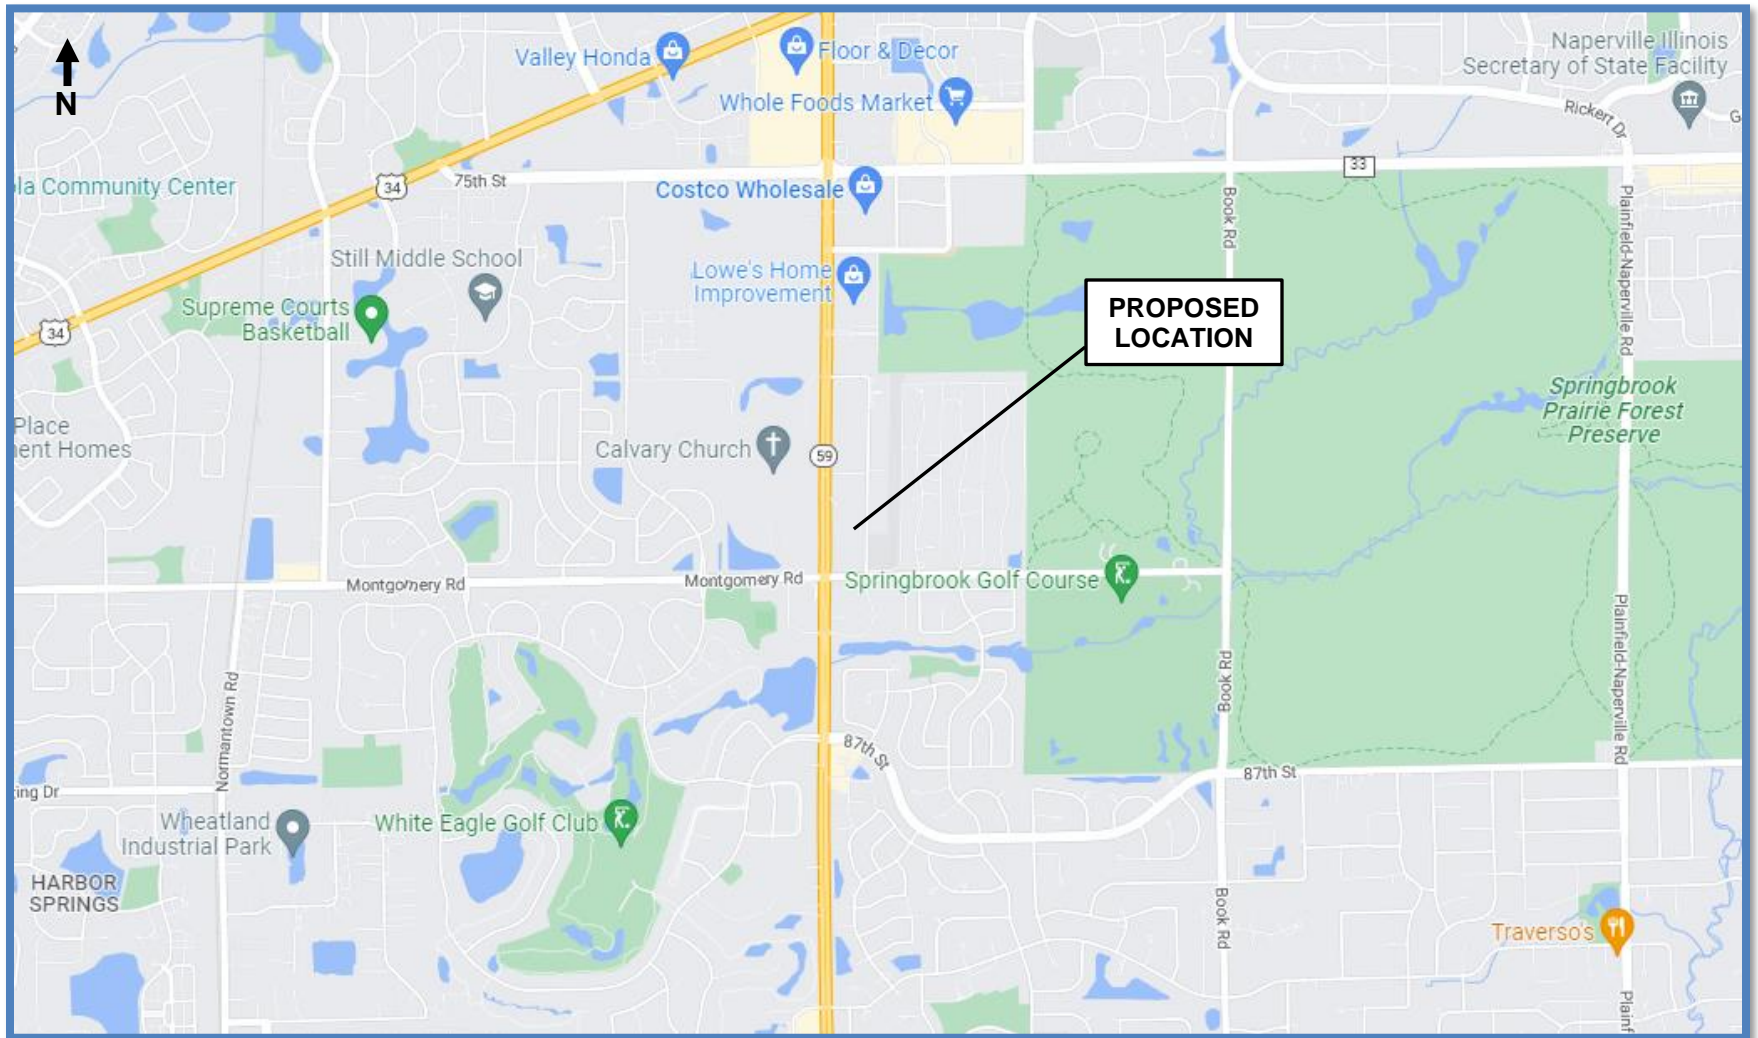 N
Valley Honda
Floor & Decor
Whole Foods Market
Naperville Illinois
Secretary of State Facility
Rickert Dr
G
33
la Community Center
34
75th St
Costco Wholesale
Book Rd
Plainfield-Naperville Rd
Still Middle School
Lowe's Home
Improvement
Supreme Courts
Basketball
34
PROPOSED
LOCATION
Springbrook
Prairie Forest
Preserve
Place
ent Homes
Calvary Church
59
Montgomery Rd
Montgomery Rd
Springbrook Golf Course
Plainfield-Naperville Rd
Book Rd
Normantown Rd
87th St
87th St
ing Dr
Wheatland
Industrial Park
White Eagle Golf Club
HARBOR
SPRINGS
Book Rd
Traverso's
Plainf